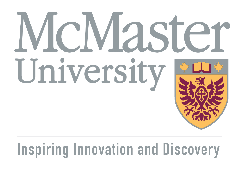 McMaster
University
Inspiring Innovation and Discovery